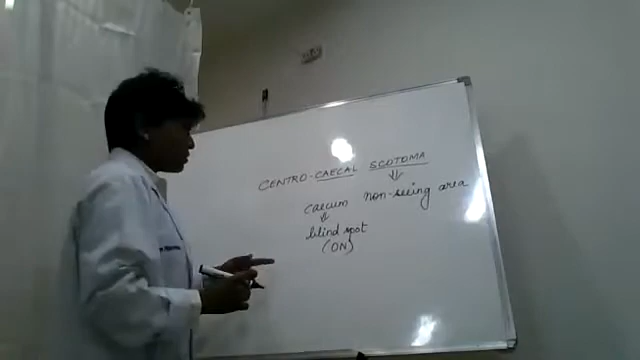 CENTRO-CAECAL SCOTOMA
caecum non-seeing area
blind spot
(ON)